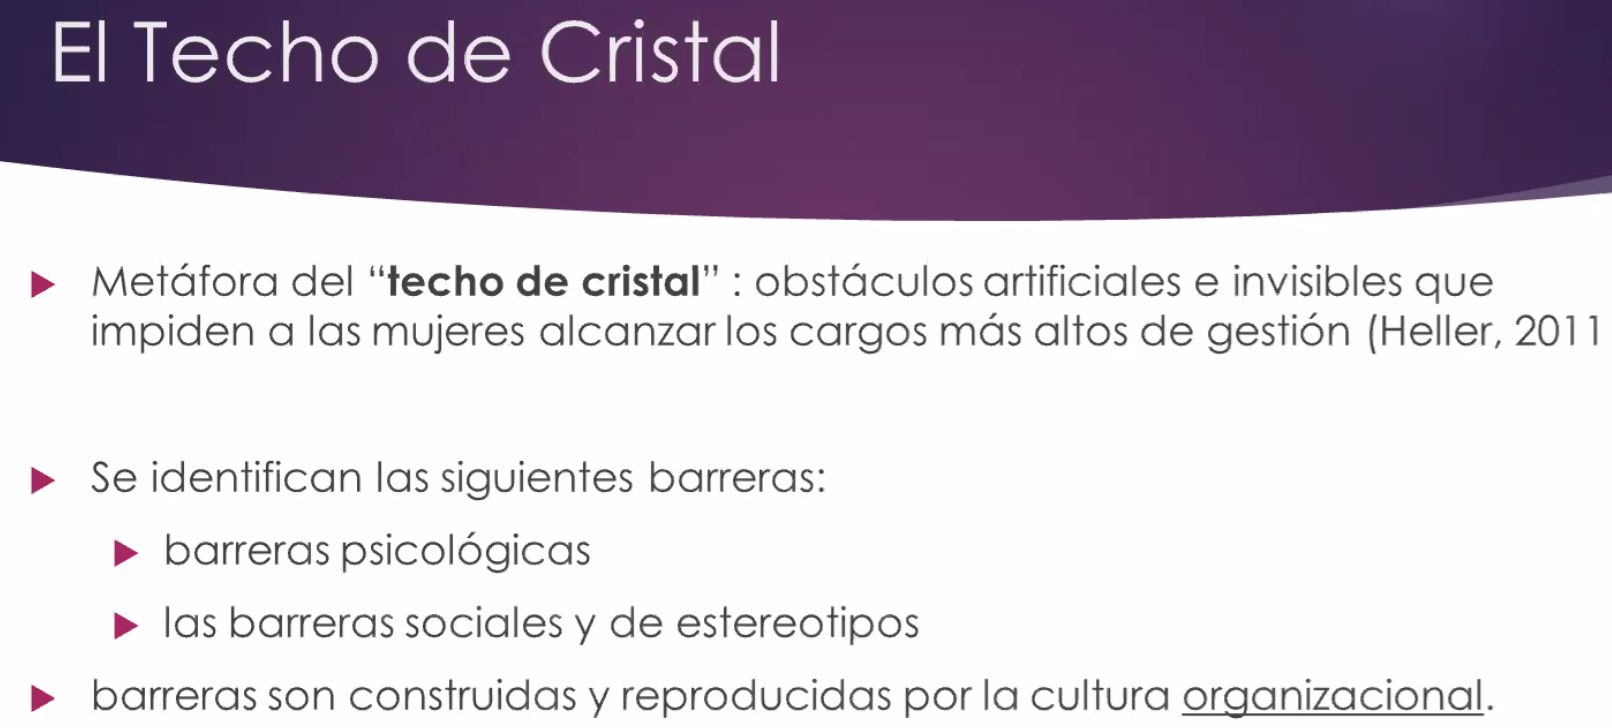 El Techo de Cristal
Metáfora del “techo de cristal” : obstáculos artificiales e invisibles que
impiden a las mujeres alcanzar los cargos más altos de gestión (Heller, 2011
Se identifican las siguientes barreras:
barreras psicológicas
las barreras sociales y de estereotipos
barreras son construidas y reproducidas por la cultura organizacional.